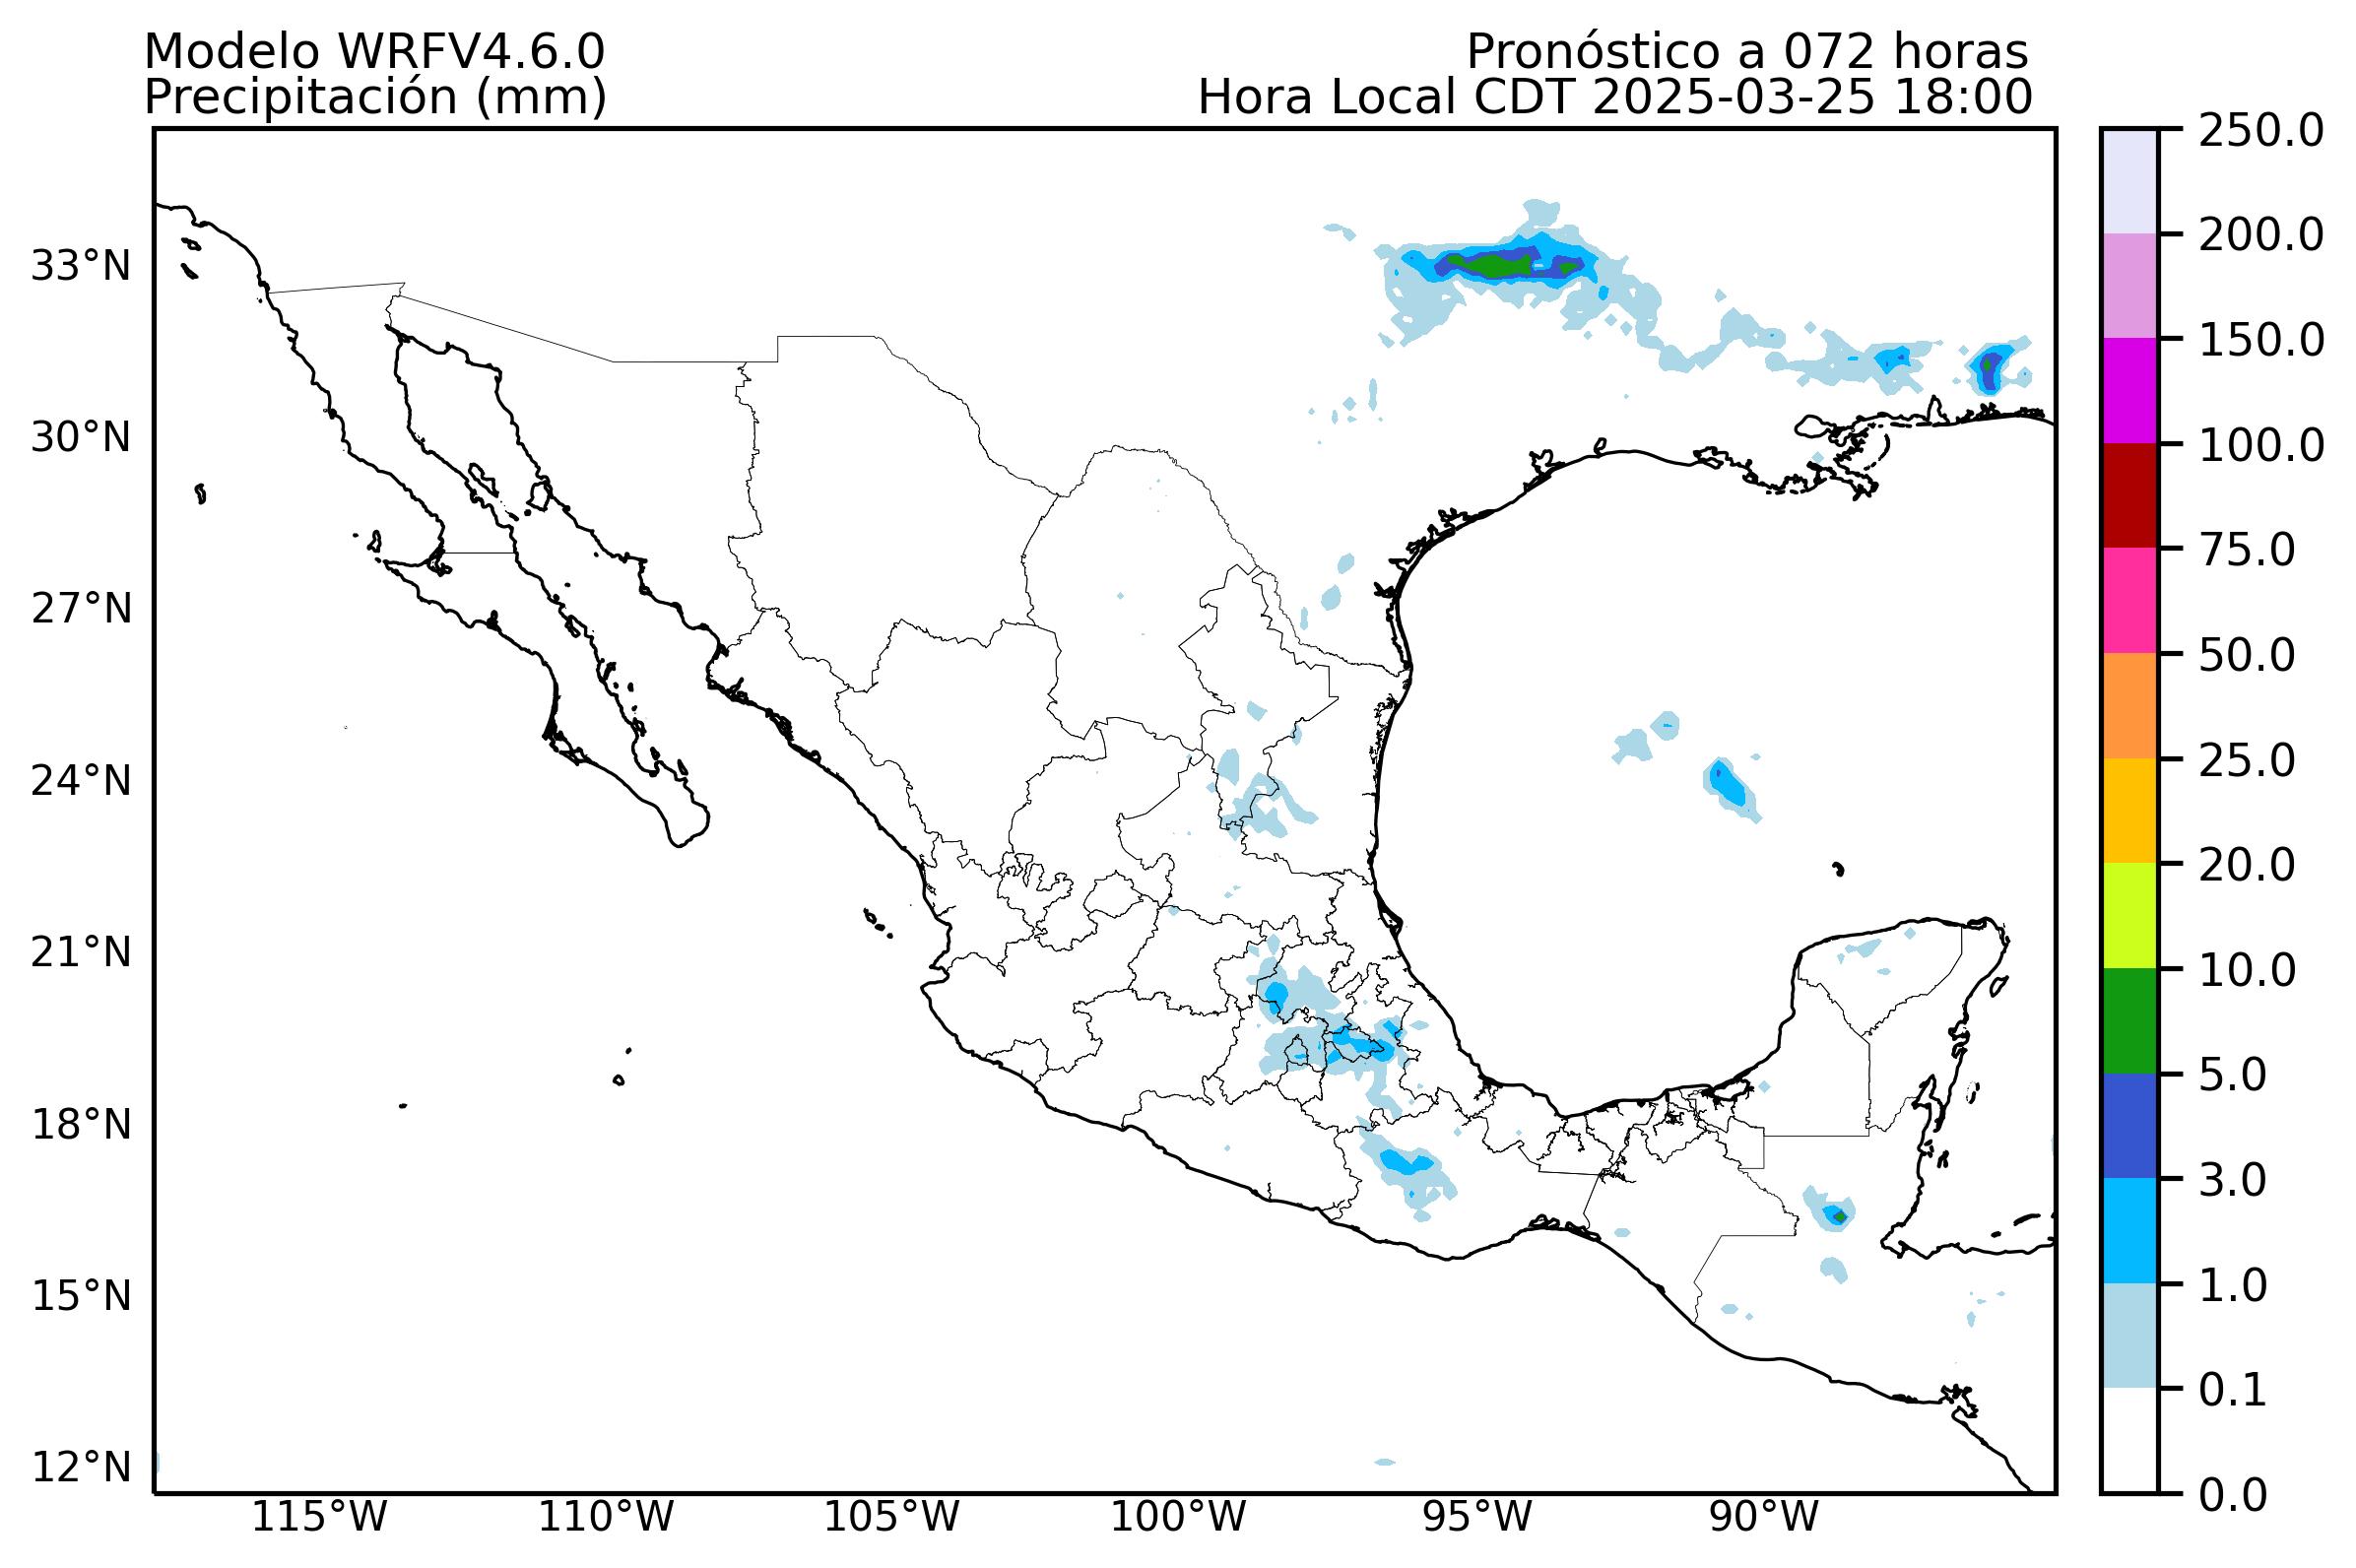 Modelo WRFV4.6.0
Pronóstico a 072 horas
Precipitación (mm)
Hora Local CDT 2025-03-25 18:00
33°N
30°N
27°N
24°N
21°N
18°N
15°N
12°N
115°W
110°W
105°W
100°W
95°W
90°W
250.0
200.0
150.0
100.0
75.0
50.0
25.0
20.0
10.0
5.0
3.0
1.0
0.1
0.0